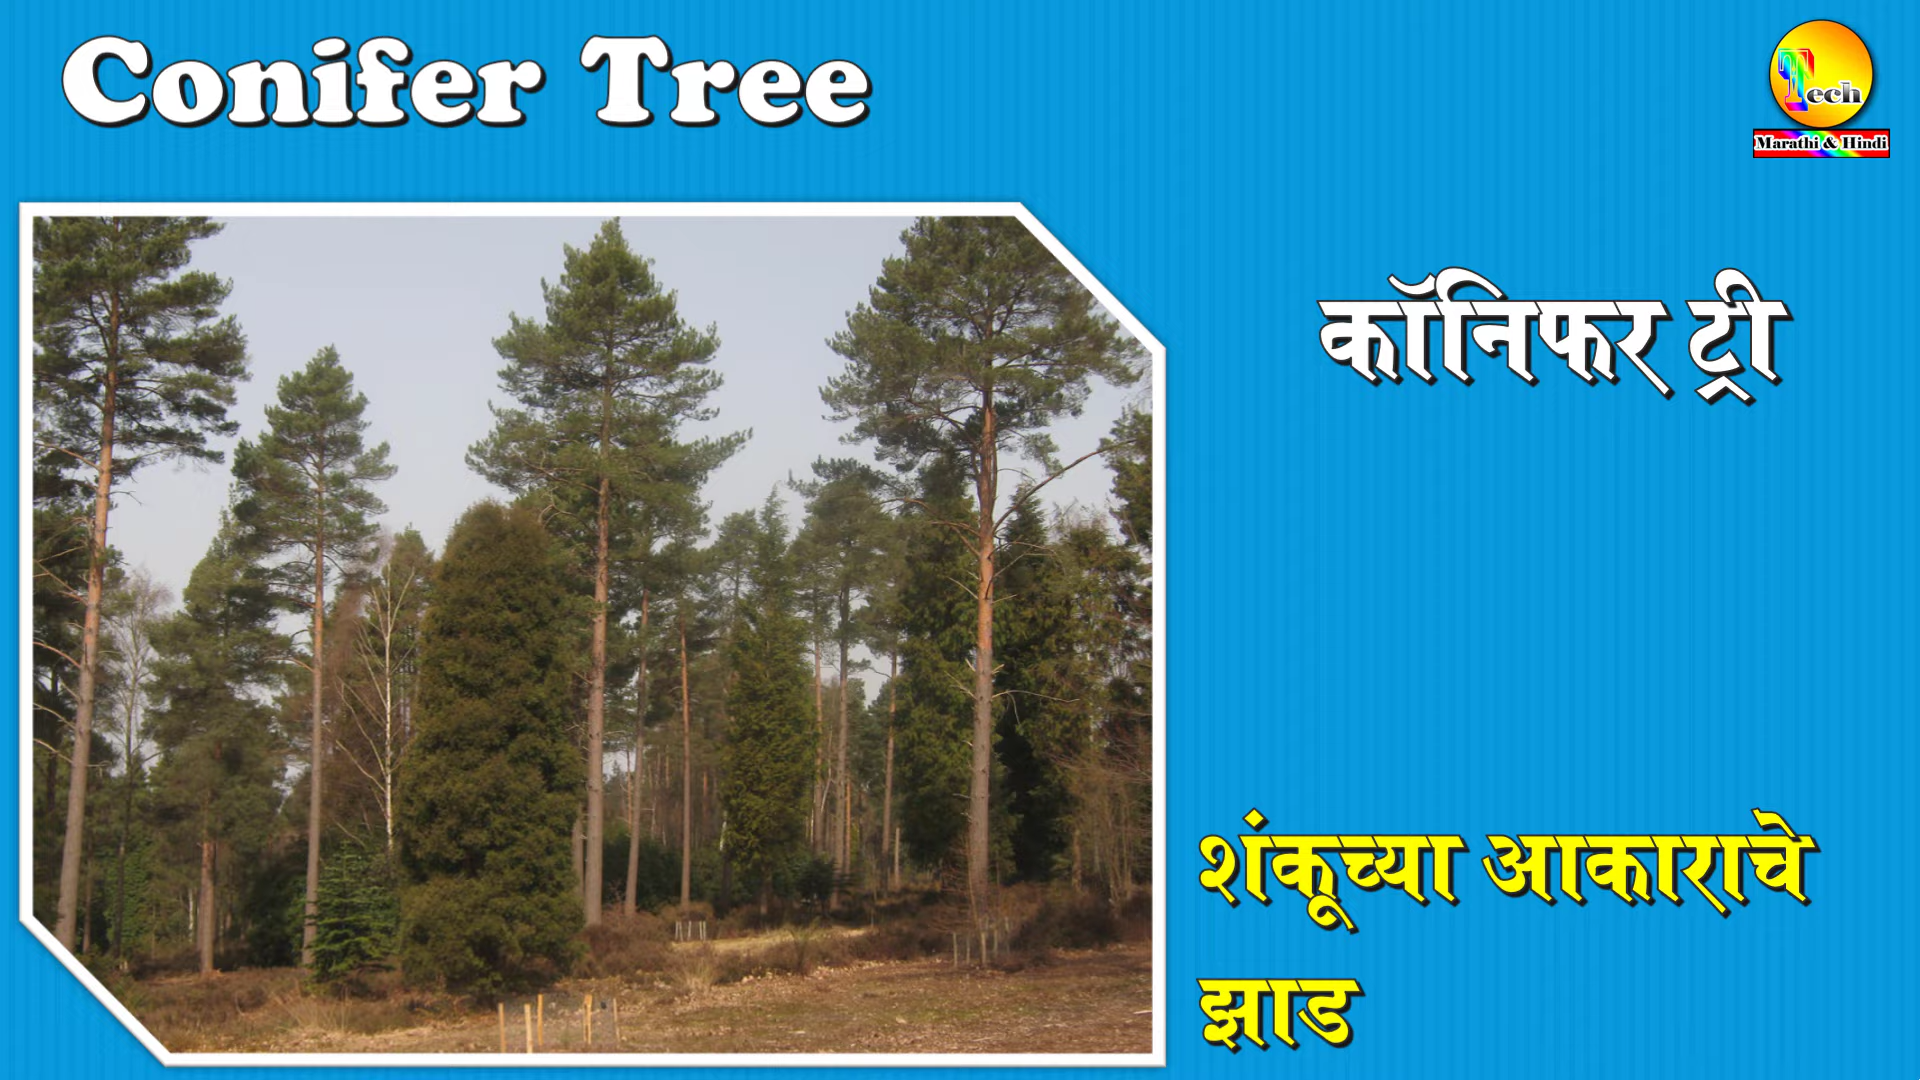 Conifer Tree
Tech
Marathi & Hindi
कॉनिफर ट्री
शंकूच्या आकाराचे
झाड